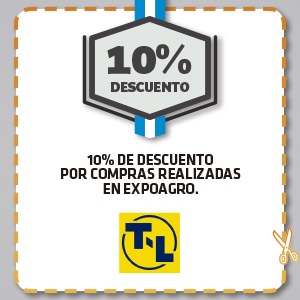 10%
DESCUENTO
10% DE DESCUENTO
POR COMPRAS REALIZADAS
EN EXPOAGRO.
T-L